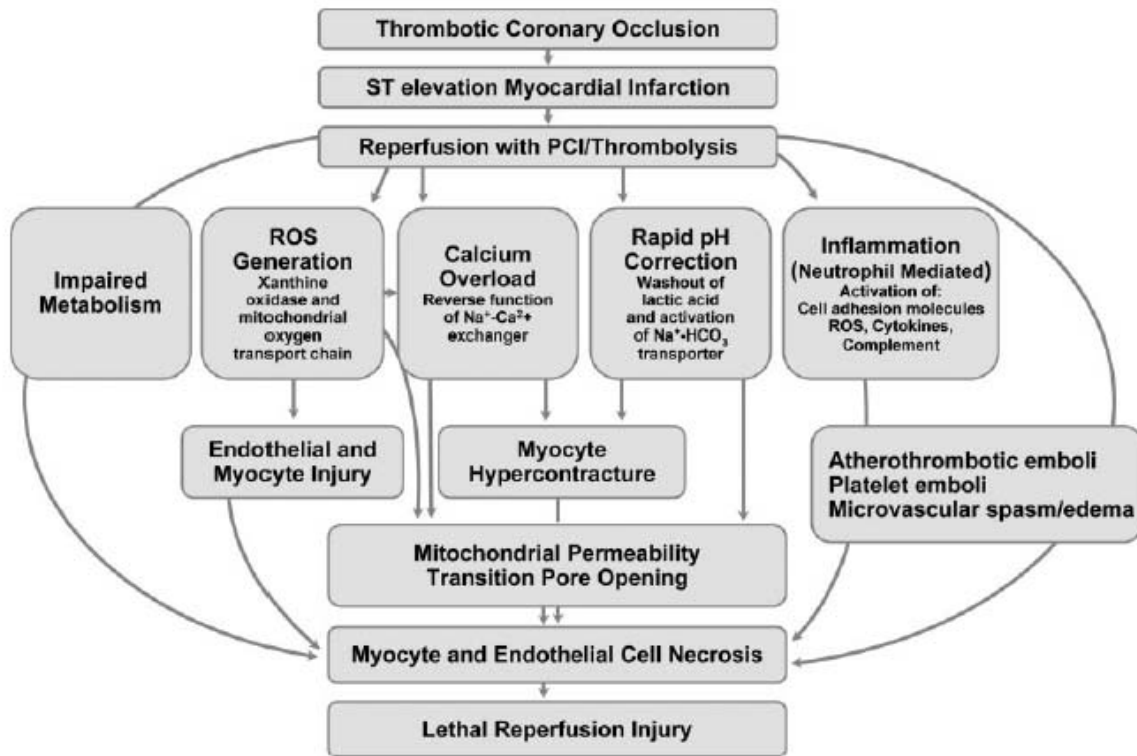 Thrombotic Coronary Occlusion
ST elevation Myocardial Infarction
Reperfusion with PCI/Thrombolysis
Impaired
Metabolism
ROS
Generation
Xanthine
oxidase and
mitochondrial
oxygen
transport chain
Calcium
Overload
Reverse function
of Na⁺-Ca²⁺
exchanger
Rapid pH
Correction
Washout of
lactic acid
and activation
of Na⁺-HCO₃
transporter
Inflammation
(Neutrophil Mediated)
Activation of:
Cell adhesion molecules
ROS, Cytokines,
Complement
Endothelial and
Myocyte Injury
Myocyte
Hypercontracture
Atherothrombotic emboli
Platelet emboli
Microvascular spasm/edema
Mitochondrial Permeability
Transition Pore Opening
Myocyte and Endothelial Cell Necrosis
Lethal Reperfusion Injury